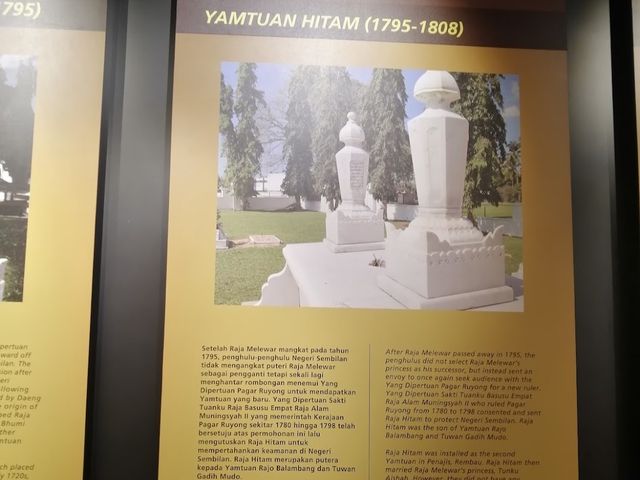 1795)
YAMTUAN HITAM (1795-1808)
Setelah Raja Melewar mangkat pada tahun
1795, penghulu-penghulu Negeri Sembilan
tidak mengangkat puteri Raja Melewar
sebagai pengganti tetapi sekali lagi
menghantar rombongan menemui Yang
Dipertuan Pagar Ruyong untuk mendapatkan
Yamtuan yang baru. Yang Dipertuan Sakti
Tuanku Raja Basusu Empat Raja Alam
Muningsyah II yang memerintah Kerajaan
Pagar Ruyong sekitar 1780 hingga 1798 telah
bersetuju atas permohonan ini lalu
mengutuskan Raja Hitam untuk
mempertahankan keamanan di Negeri
Sembilan. Raja Hitam merupakan putera
kepada Yamtuan Rajo Balambang dan Tuwan
Gadih Mudo.
After Raja Melewar passed away in 1795, the
penghulus did not select Raja Melewar's
princess as his successor, but instead sent an
envoy to once again seek audience with the
Yang Dipertuan Pagar Ruyong for a new ruler.
Yang Dipertuan Sakti Tuanku Basusu Empat
Raja Alam Muningsyah II who ruled Pagar
Ruyong from 1780 to 1798 consented and sent
Raja Hitam to protect Negeri Sembilan. Raja
Hitam was the son of Yamtuan Rajo
Balambang and Tuwan Gadih Mudo.
Raja Hitam was installed as the second
Yamtuan in Penajis, Rembau. Raja Hitam then
married Raja Melewar's princess, Tunku
Aishah. However, they did not have any